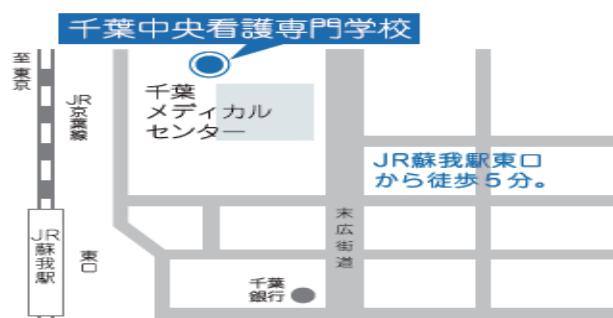 千葉中央看護専門学校
至東京
JR京葉線
千葉
メディカル
センター
JR蘇我駅東口
から徒歩5分。
末広街道
JR蘇我駅
東口
千葉
銀行